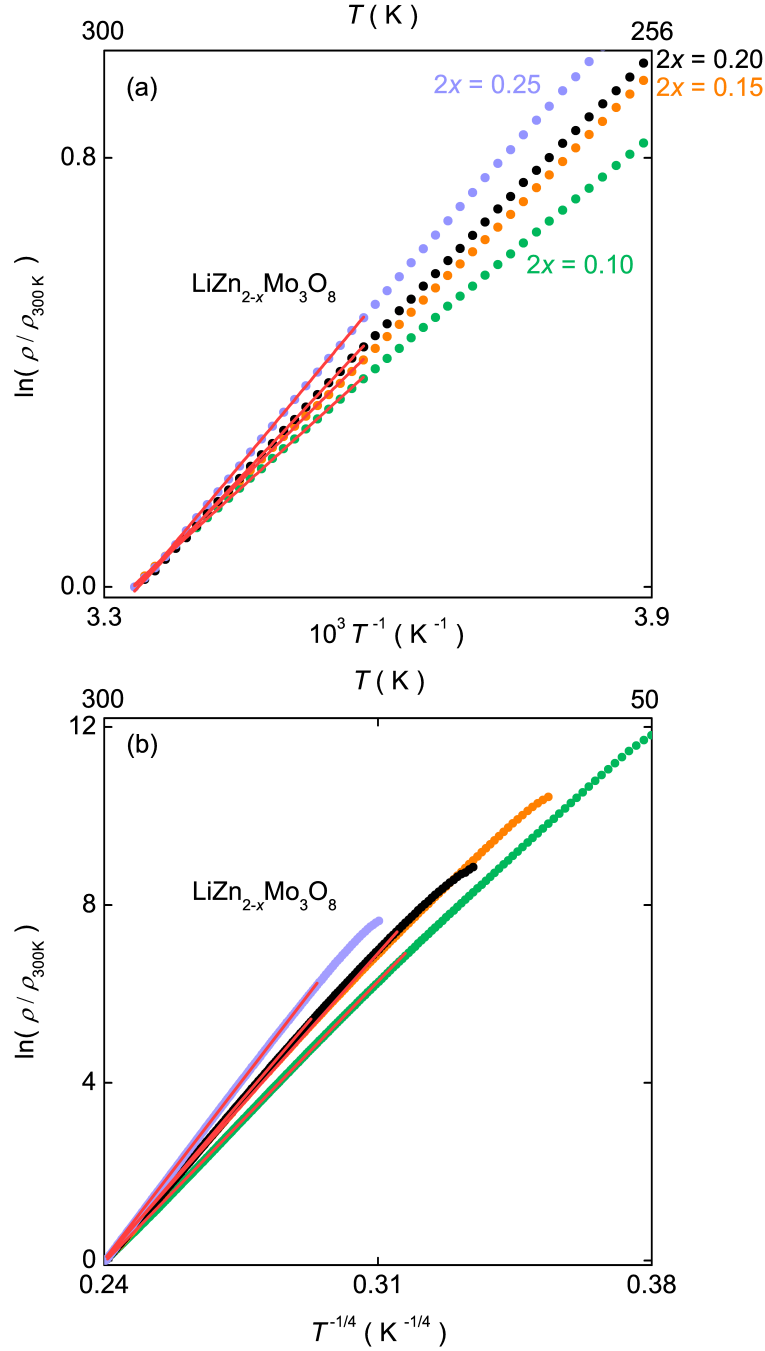 T ( K )
300 256
(a)
2x = 0.25
2x = 0.20
2x = 0.15
0.8
2x = 0.10
LiZn2-xMo3O8
ln( ρ / ρ300 K )
0.0
3.3 3.9
10³ T⁻¹ ( K⁻¹ )
T ( K )
300 50
12
(b)
8
LiZn2-xMo3O8
ln( ρ / ρ300K )
4
0
0.24 0.31 0.38
T⁻¹/⁴ ( K⁻¹/⁴ )